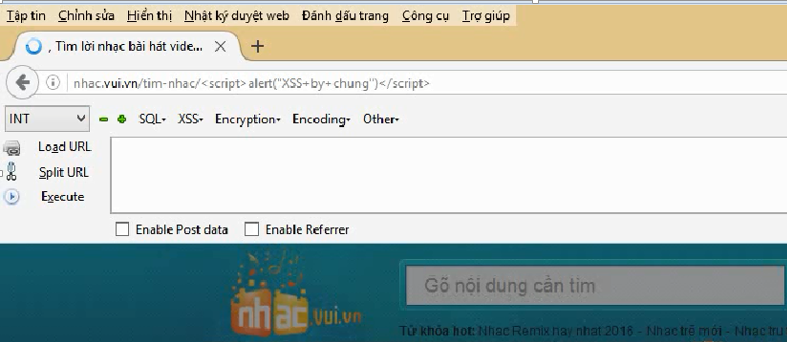 Tập tin Chỉnh sửa Hiển thị Nhật ký duyệt web Đánh dấu trang Công cụ Trợ giúp
, Tìm lời nhạc bài hát vide...
nhac.vui.vn/tim-nhac/<script>alert("XSS+by+chung")</script>
INT SQL XSS Encryption Encoding Other
Load URL
Split URL
Execute
Enable Post data Enable Referrer
nhac.vui.vn
Gõ nội dung cần tìm
Từ khóa hot: Nhạc Remix hay nhất 2016 - Nhạc trẻ mới - Nhạc tru